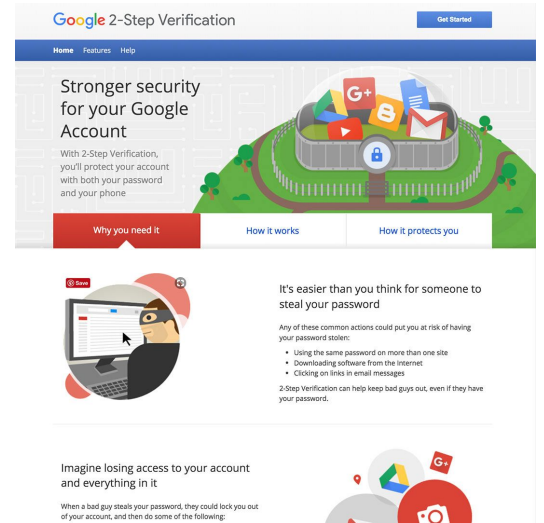 Google 2-Step Verification
Get Started
Home Features Help
Stronger security
for your Google
Account
With 2-Step Verification,
you'll protect your account
with both your password
and your phone
G+
Why you need it
How it works
How it protects you
Save
It's easier than you think for someone to
steal your password
Any of these common actions could put you at risk of having
your password stolen:
• Using the same password on more than one site
• Downloading software from the Internet
• Clicking on links in email messages
2-Step Verification can help keep bad guys out, even if they have
your password.
Imagine losing access to your account
and everything in it
When a bad guy steals your password, they could lock you out
of your account, and then do some of the following:
G+